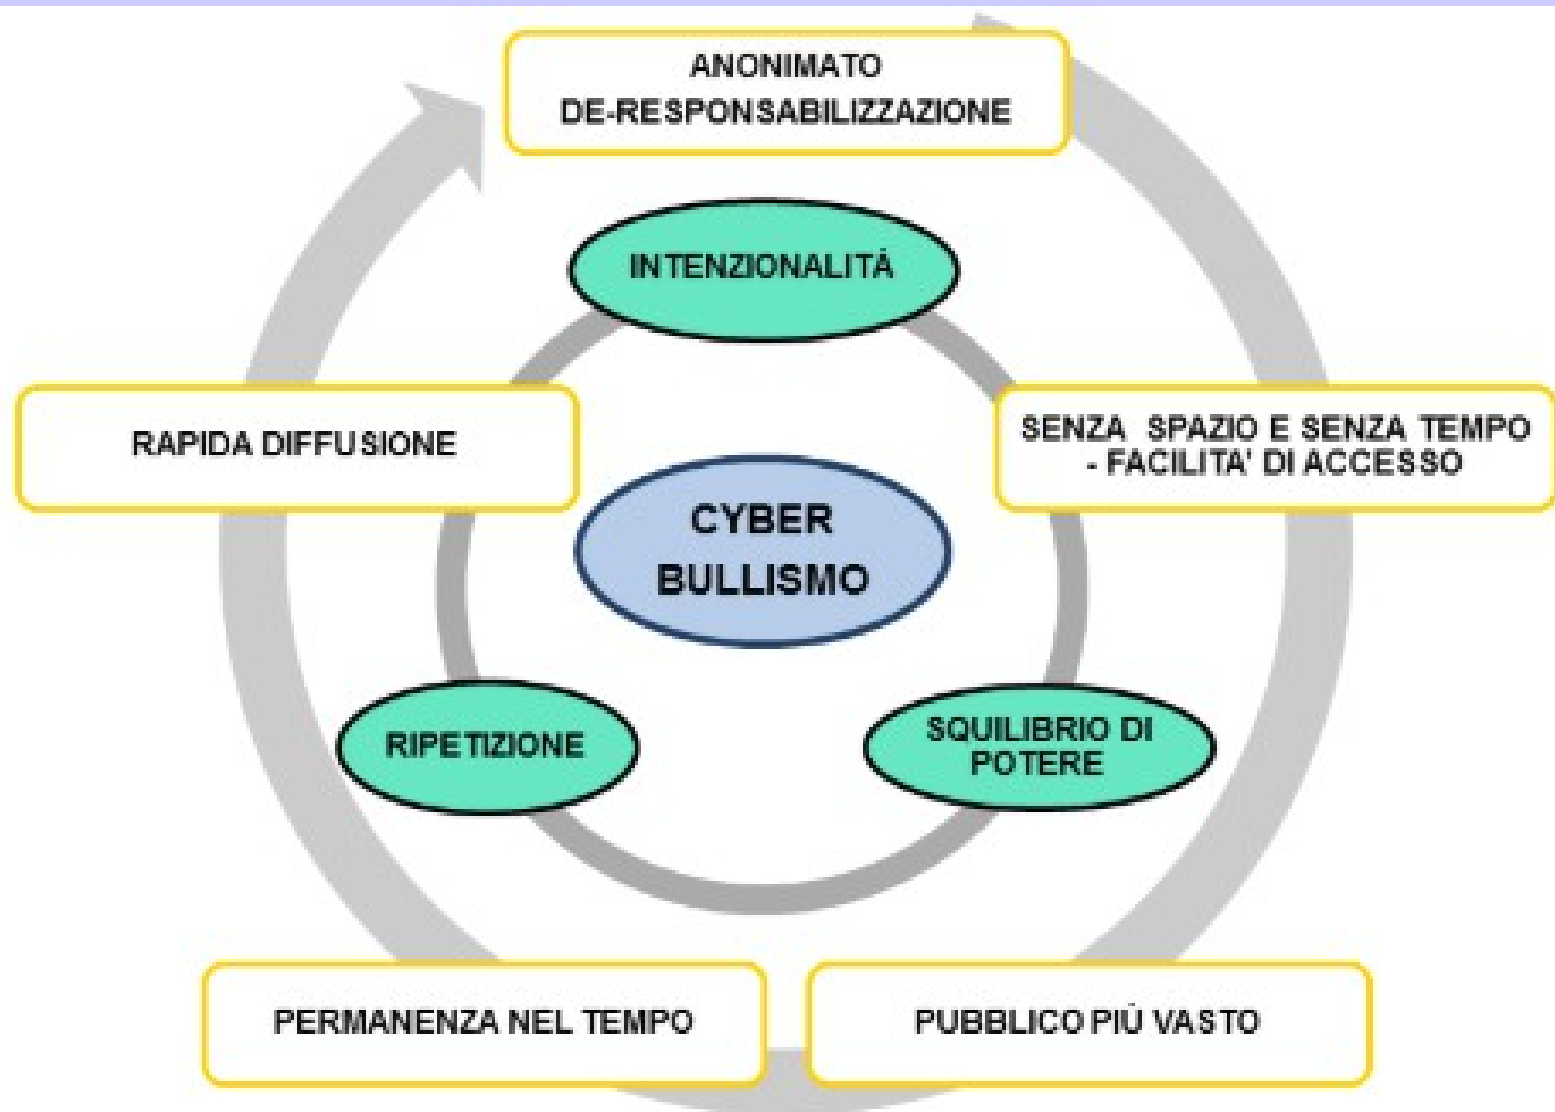 ANONIMATO
DE-RESPONSABILIZZAZIONE
INTENZIONALITÀ
RAPIDA DIFFUSIONE
SENZA SPAZIO E SENZA TEMPO
- FACILITA' DI ACCESSO
CYBER
BULLISMO
RIPETIZIONE
SQUILIBRIO DI
POTERE
PERMANENZA NEL TEMPO
PUBBLICO PIÙ VASTO